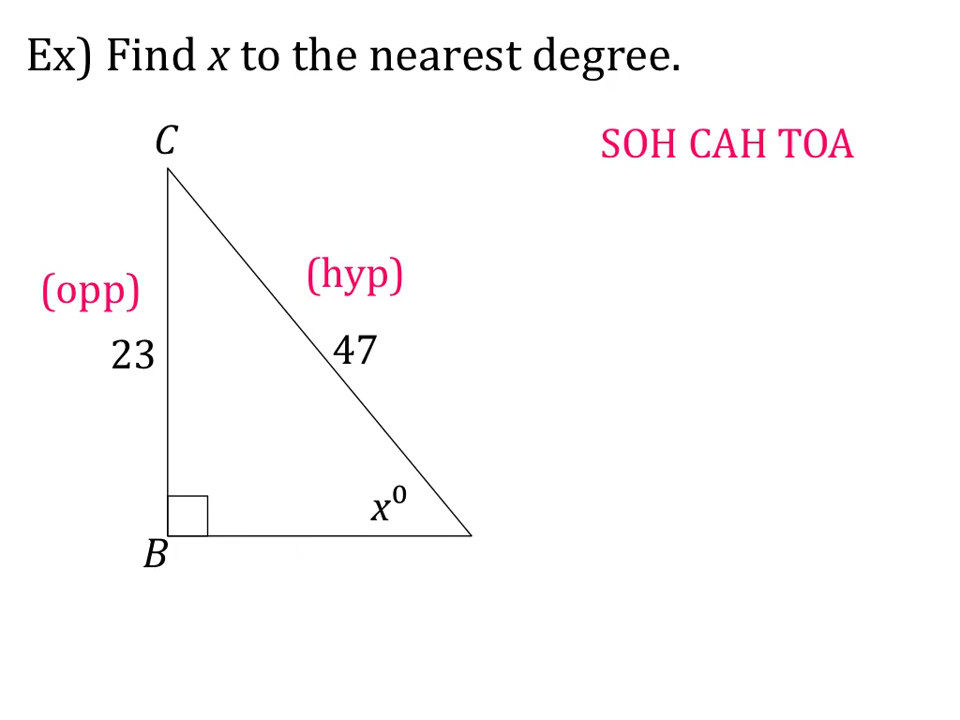 Ex) Find x to the nearest degree.
C
SOH CAH TOA
(opp)
(hyp)
23
47
x⁰
B